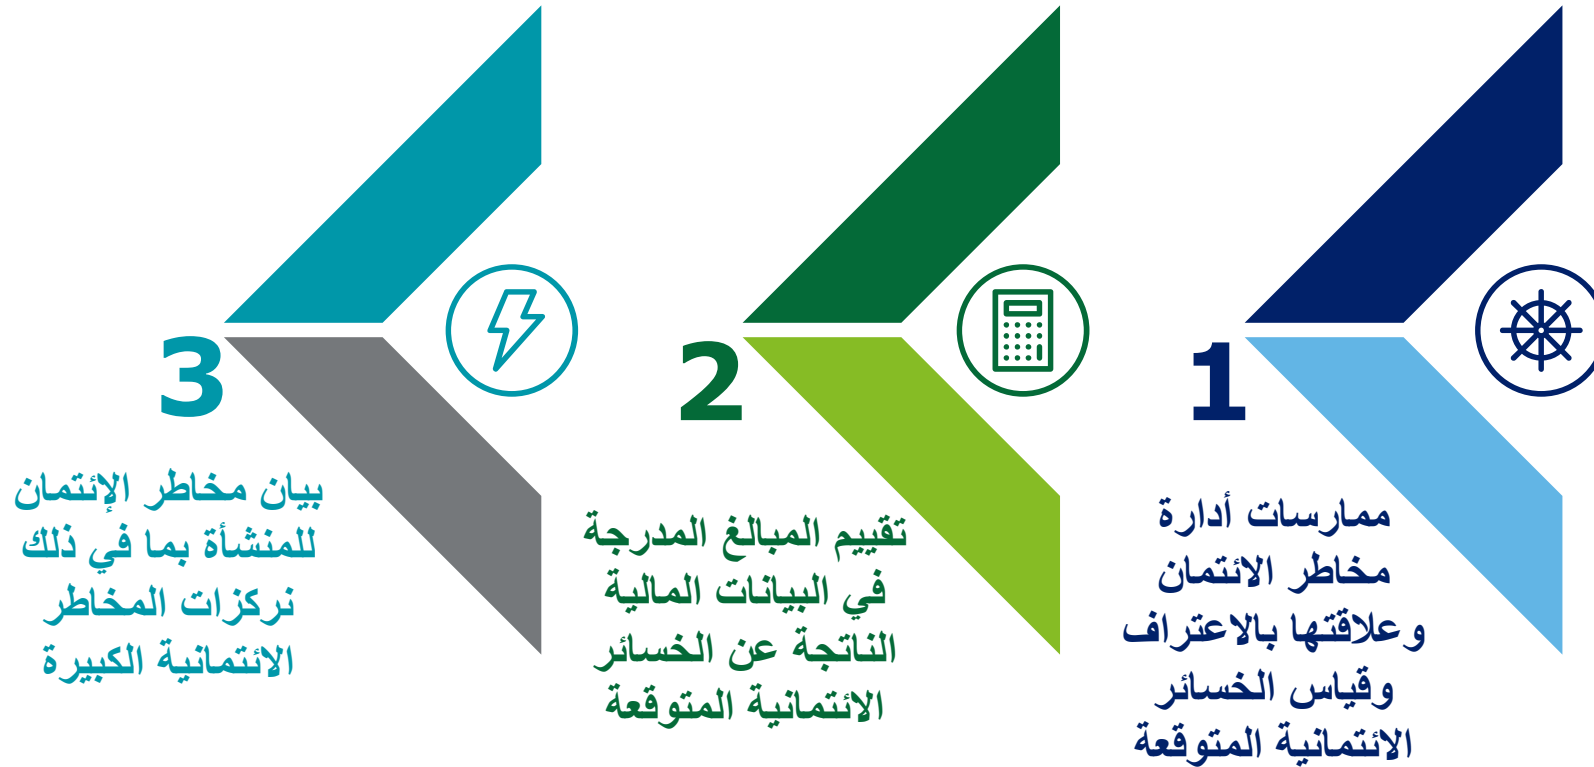 1
ممارسات أدارة
مخاطر الائتمان
وعلاقتها بالاعتراف
وقياس الخسائر
الائتمانية المتوقعة
2
تقييم المبالغ المدرجة
في البيانات المالية
الناتجة عن الخسائر
الائتمانية المتوقعة
3
بيان مخاطر الإئتمان
للمنشأة بما في ذلك
نركزات المخاطر
الائتمانية الكبيرة